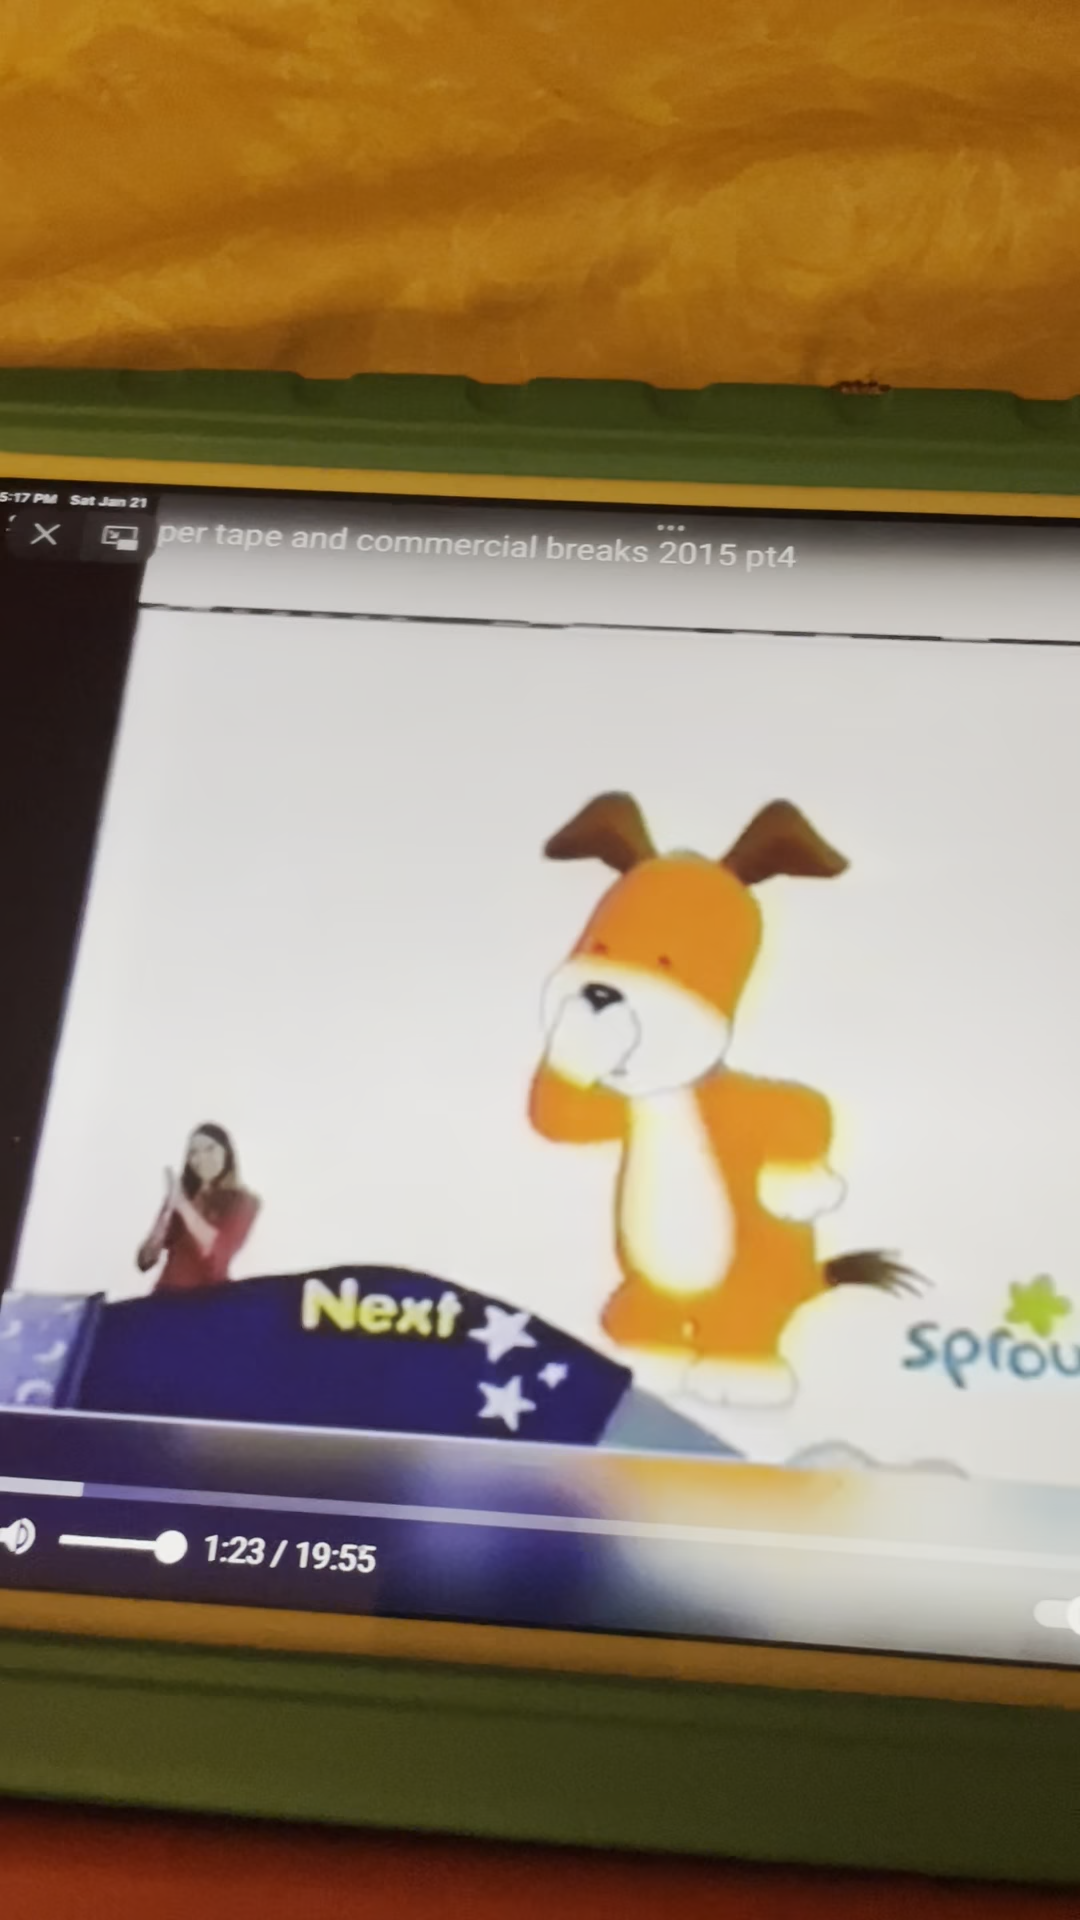 5:17 PM Sat Jan 21
per tape and commercial breaks 2015 pt4
Next
sprou
1:23 / 19:55